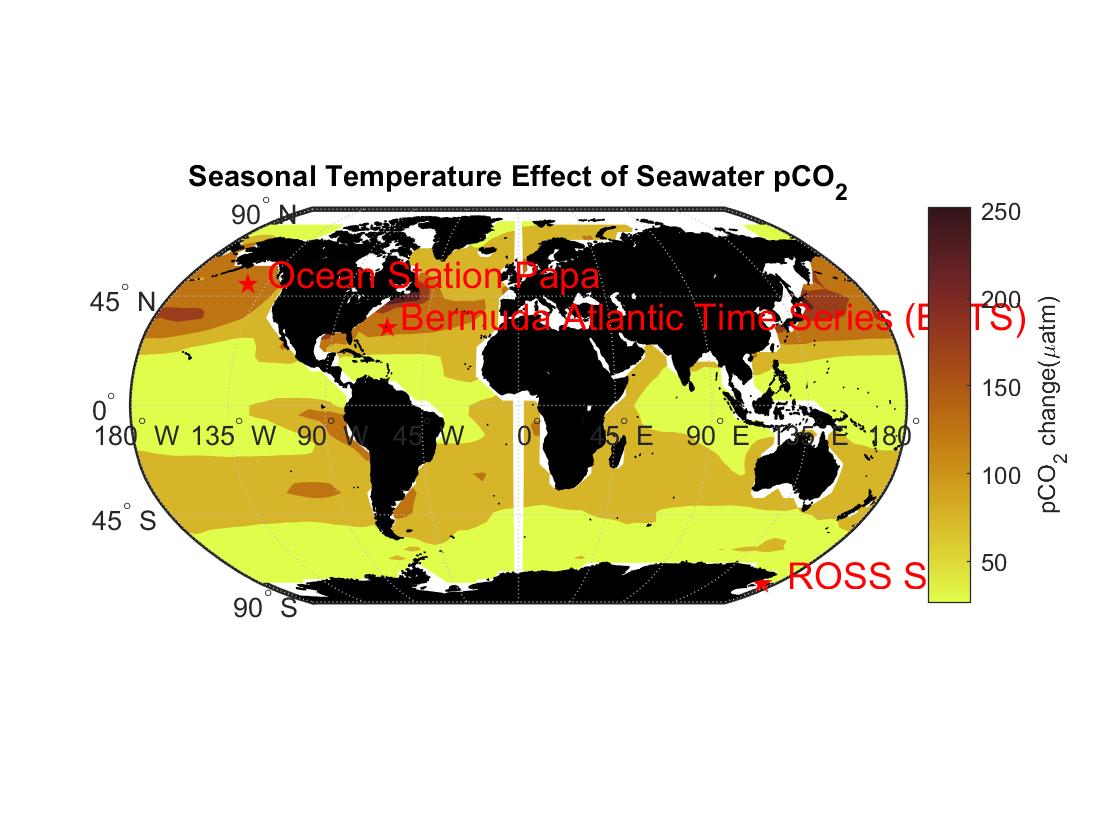 Seasonal Temperature Effect of Seawater pCO2
90° N
250
Ocean Station Papa
45° N
200
Bermuda Atlantic Time Series (B TS)
150
0°
180° W 135° W 90° W 45° W 0° 45° E 90° E 135° E 180°
100
45° S
50
ROSS S
90° S
pCO2 change(μatm)